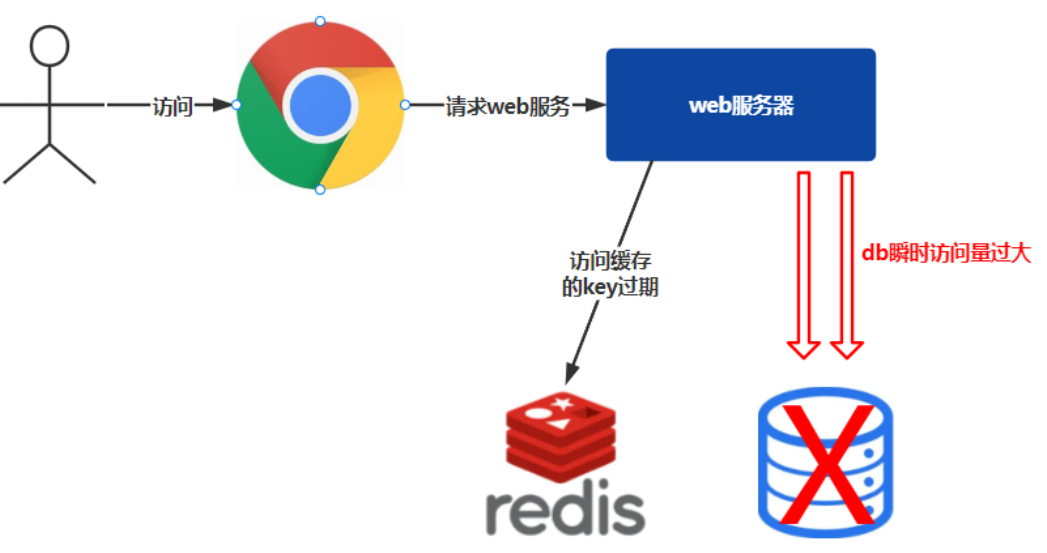 访问
请求web服务
web服务器
访问缓存
的key过期
db瞬时访问量过大
redis